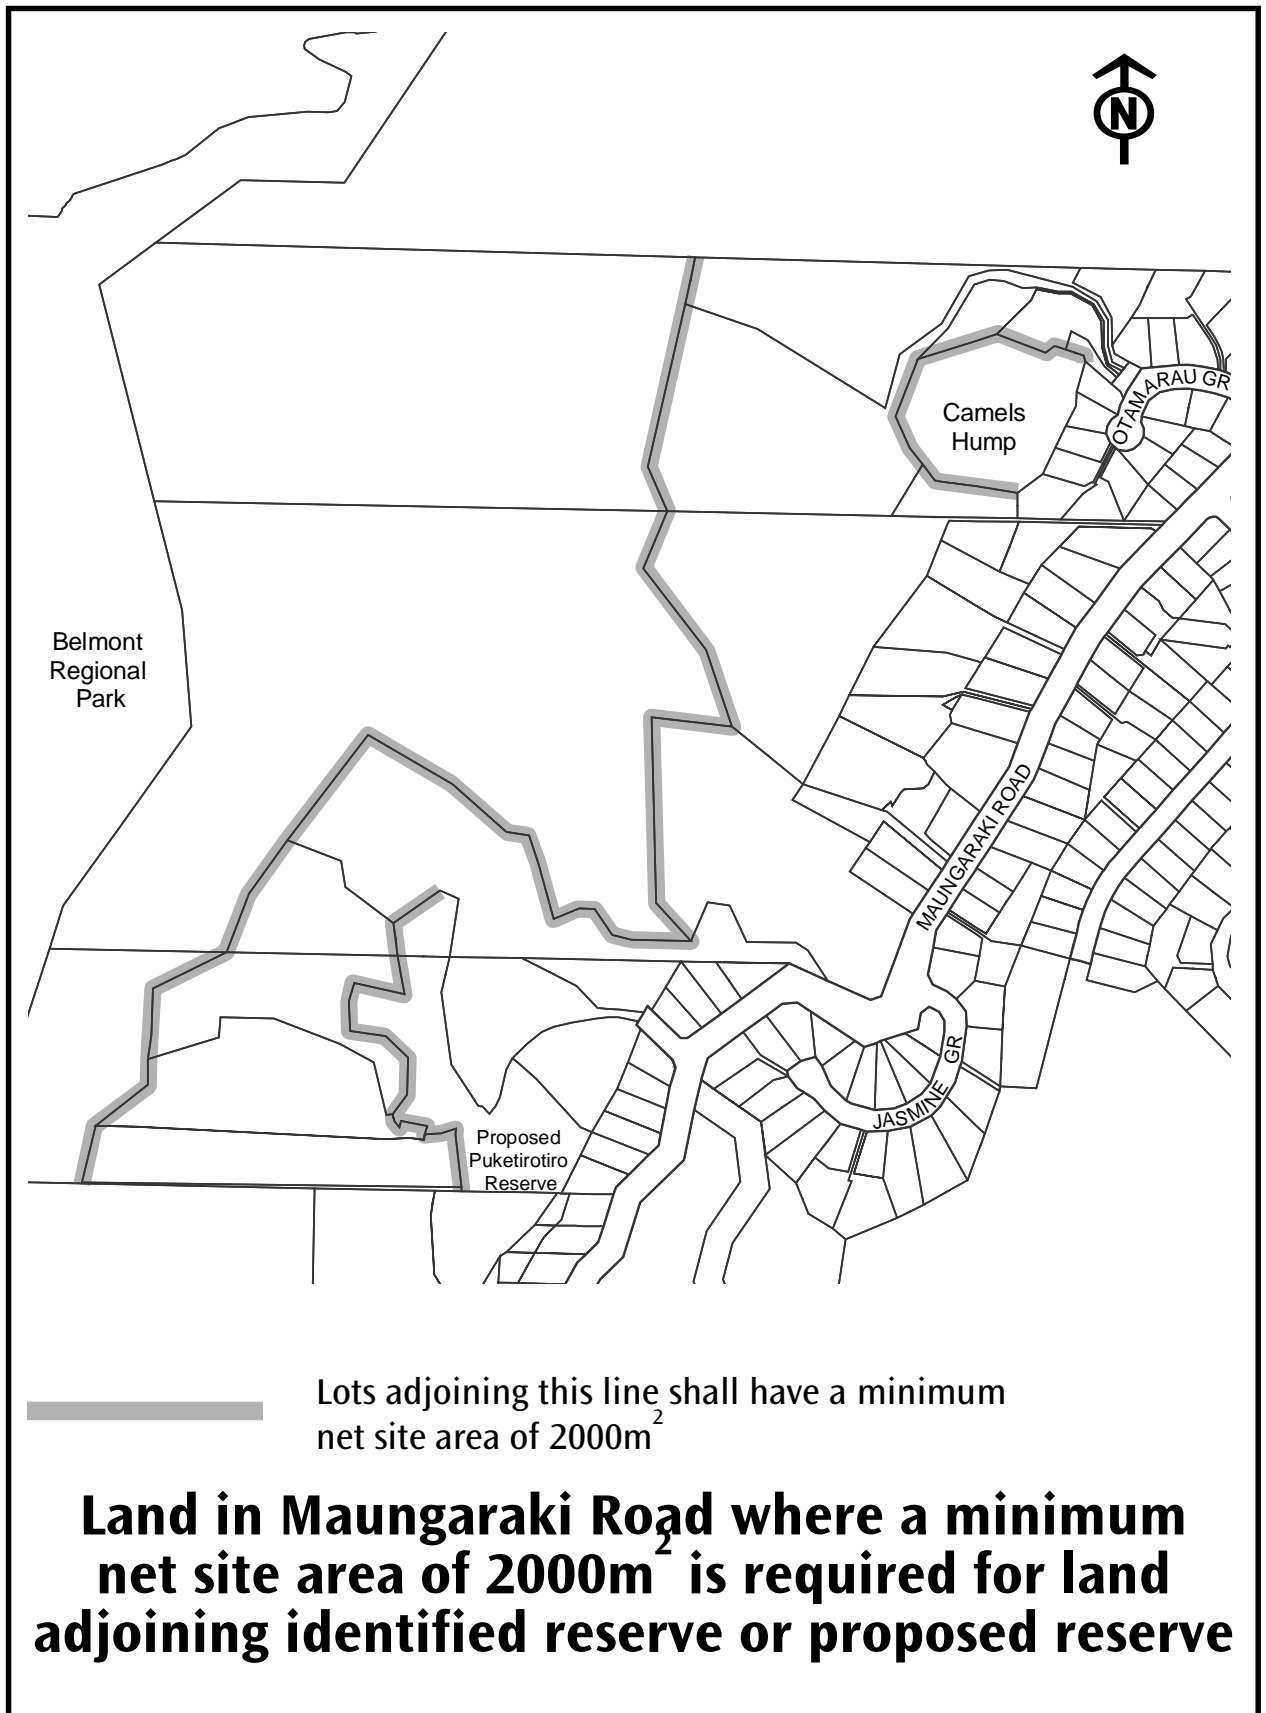 N
OTAMARAU GR
Camels
Hump
Belmont
Regional
Park
MAUNGARAKI ROAD
JASMINE GR
Proposed
Puketirotiro
Reserve
Lots adjoining this line shall have a minimum
net site area of 2000m²
Land in Maungaraki Road where a minimum
net site area of 2000m² is required for land
adjoining identified reserve or proposed reserve